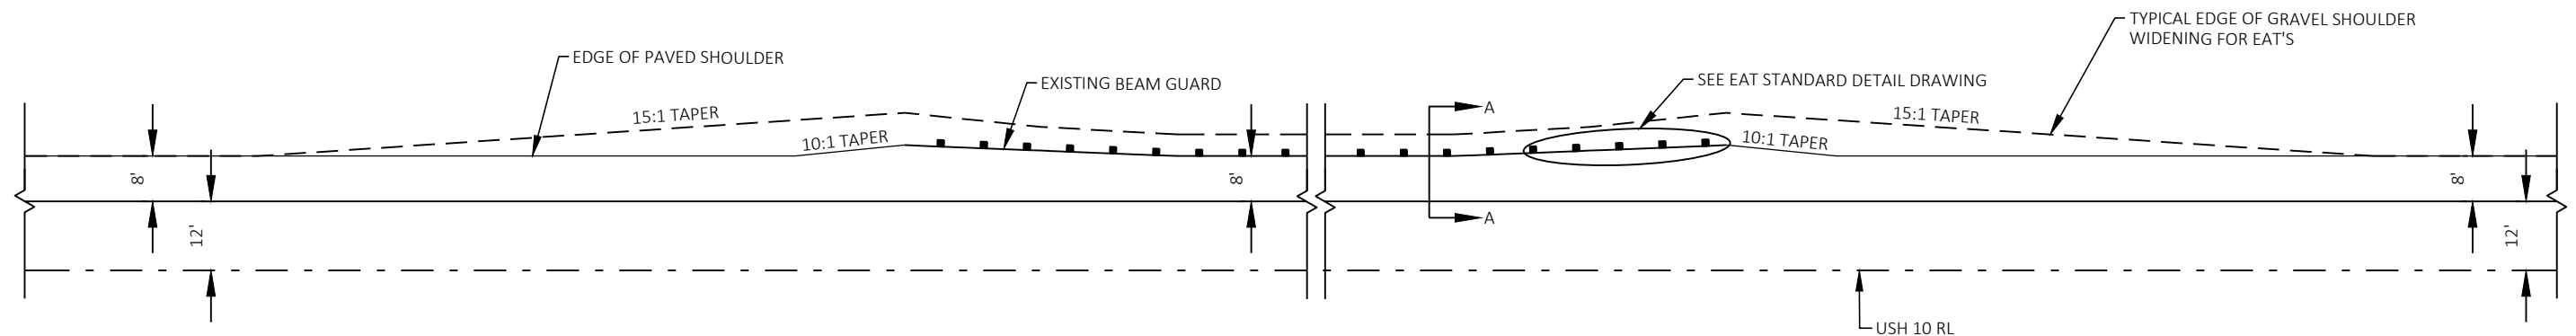 TYPICAL EDGE OF GRAVEL SHOULDER
WIDENING FOR EAT'S
EDGE OF PAVED SHOULDER
EXISTING BEAM GUARD
SEE EAT STANDARD DETAIL DRAWING
15:1 TAPER
10:1 TAPER
A
10:1 TAPER
15:1 TAPER
8'
8'
8'
A
12'
12'
USH 10 RL